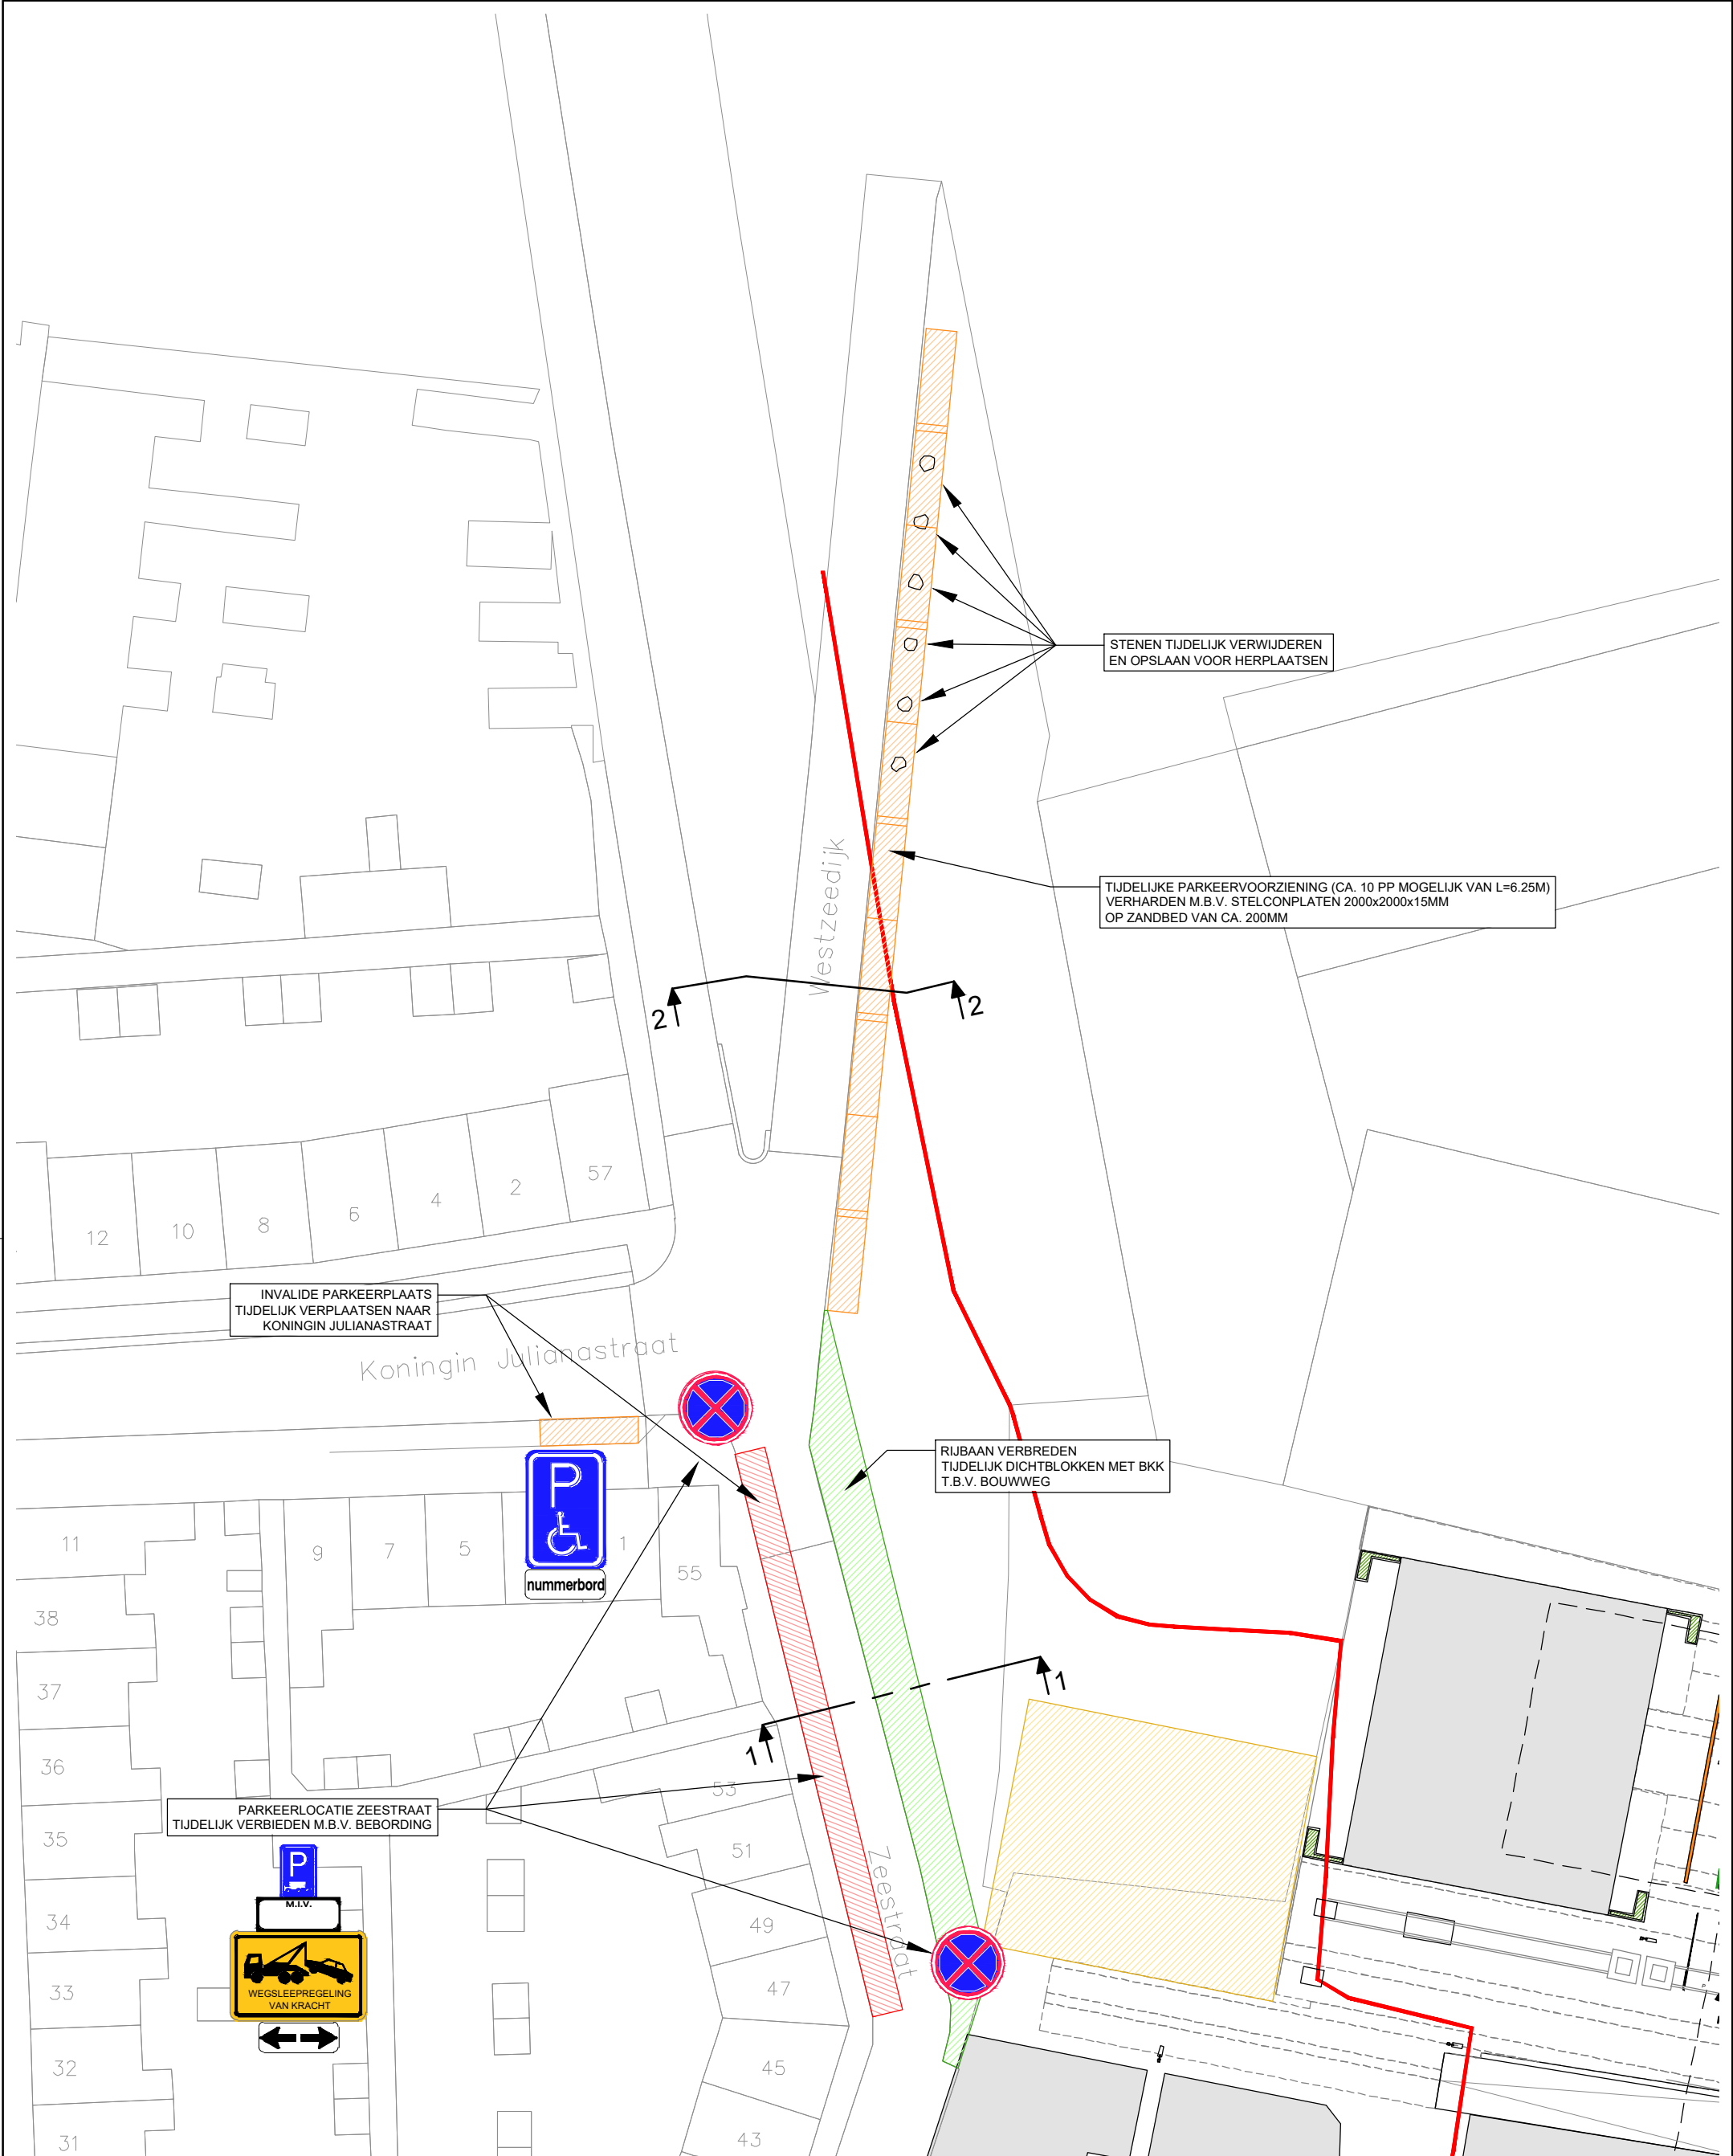 STENEN TIJDELIJK VERWIJDEREN
EN OPSLAAN VOOR HERPLAATSEN
Westzeedijk
TIJDELIJKE PARKEERVOORZIENING (CA. 10 PP MOGELIJK VAN L=6.25M)
VERHARDEN M.B.V. STELCONPLATEN 2000x2000x15MM
OP ZANDBED VAN CA. 200MM
2
2
57
2
4
6
8
10
12
INVALIDE PARKEERPLAATS
TIJDELIJK VERPLAATSEN NAAR
KONINGIN JULIANASTRAAT
Koningin Julianastraat
RIJBAAN VERBREDEN
TIJDELIJK DICHTBLOKKEN MET BKK
T.B.V. BOUWWEG
P
nummerbord
11
9
7
5
1
55
38
37
36
35
34
33
32
31
1
1
53
51
49
47
45
43
Zeestraat
PARKEERLOCATIE ZEESTRAAT
TIJDELIJK VERBIEDEN M.B.V. BEBORDING
P
M.I.V.
WEGSLEEPREGELING
VAN KRACHT